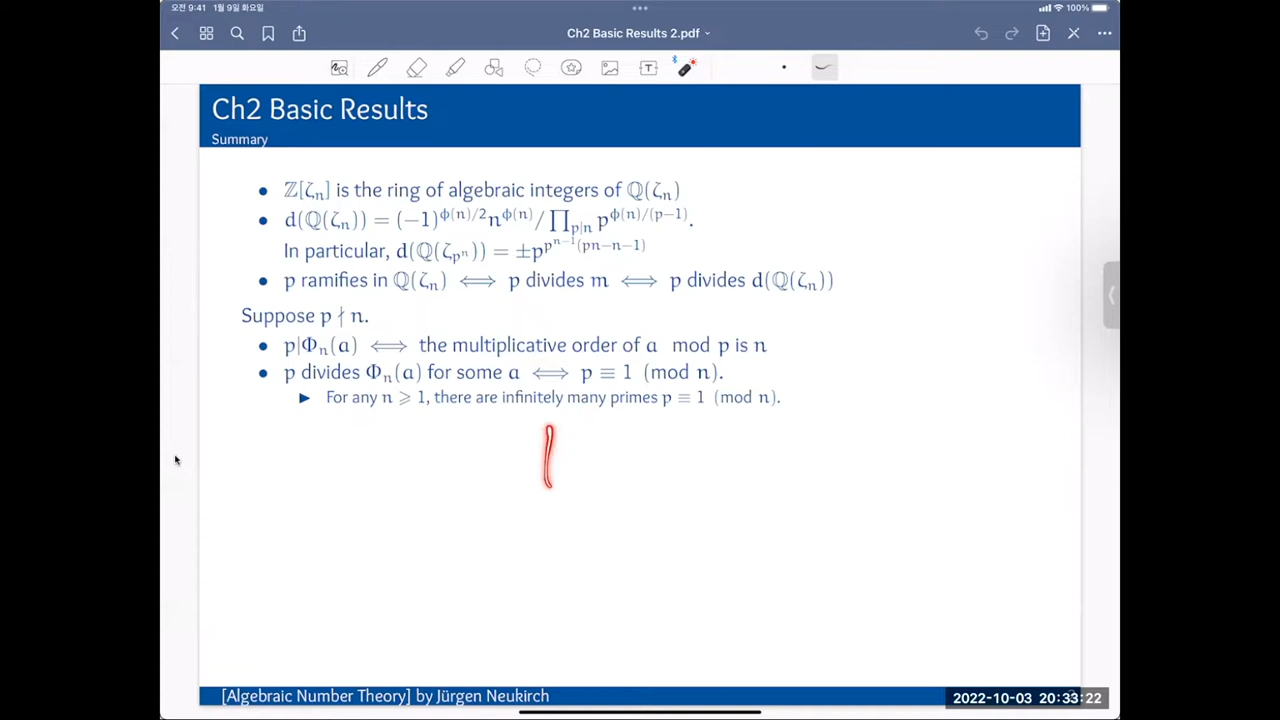 오전 9:41 1월 9일 화요일
100%
Ch2 Basic Results 2.pdf
Ch2 Basic Results
Summary
• ℤ[ζₙ] is the ring of algebraic integers of ℚ(ζₙ)
• d(ℚ(ζₙ)) = (−1)^{ϕ(n)/2} n^{ϕ(n)} / ∏_{p|n} p^{ϕ(n)/(p−1)}.
In particular, d(ℚ(ζ_{pⁿ})) = ±p^{p^{n−1}(pn−n−1)}
• p ramifies in ℚ(ζₙ) ⟺ p divides m ⟺ p divides d(ℚ(ζₙ))
Suppose p ∤ n.
• p|Φₙ(a) ⟺ the multiplicative order of a mod p is n
• p divides Φₙ(a) for some a ⟺ p ≡ 1 (mod n).
▶ For any n ⩾ 1, there are infinitely many primes p ≡ 1 (mod n).
[Algebraic Number Theory] by Jürgen Neukirch
2022-10-03 20:33:22